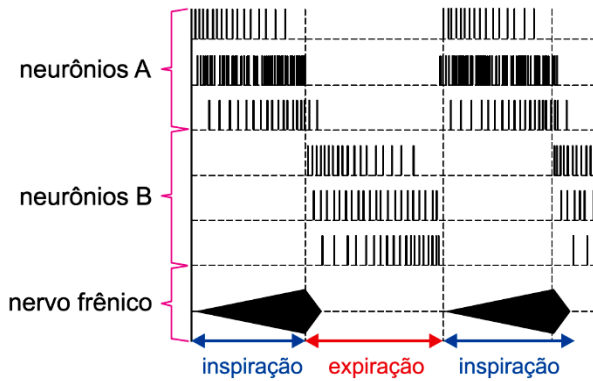 neurônios A
neurônios B
nervo frênico
inspiração expiração inspiração